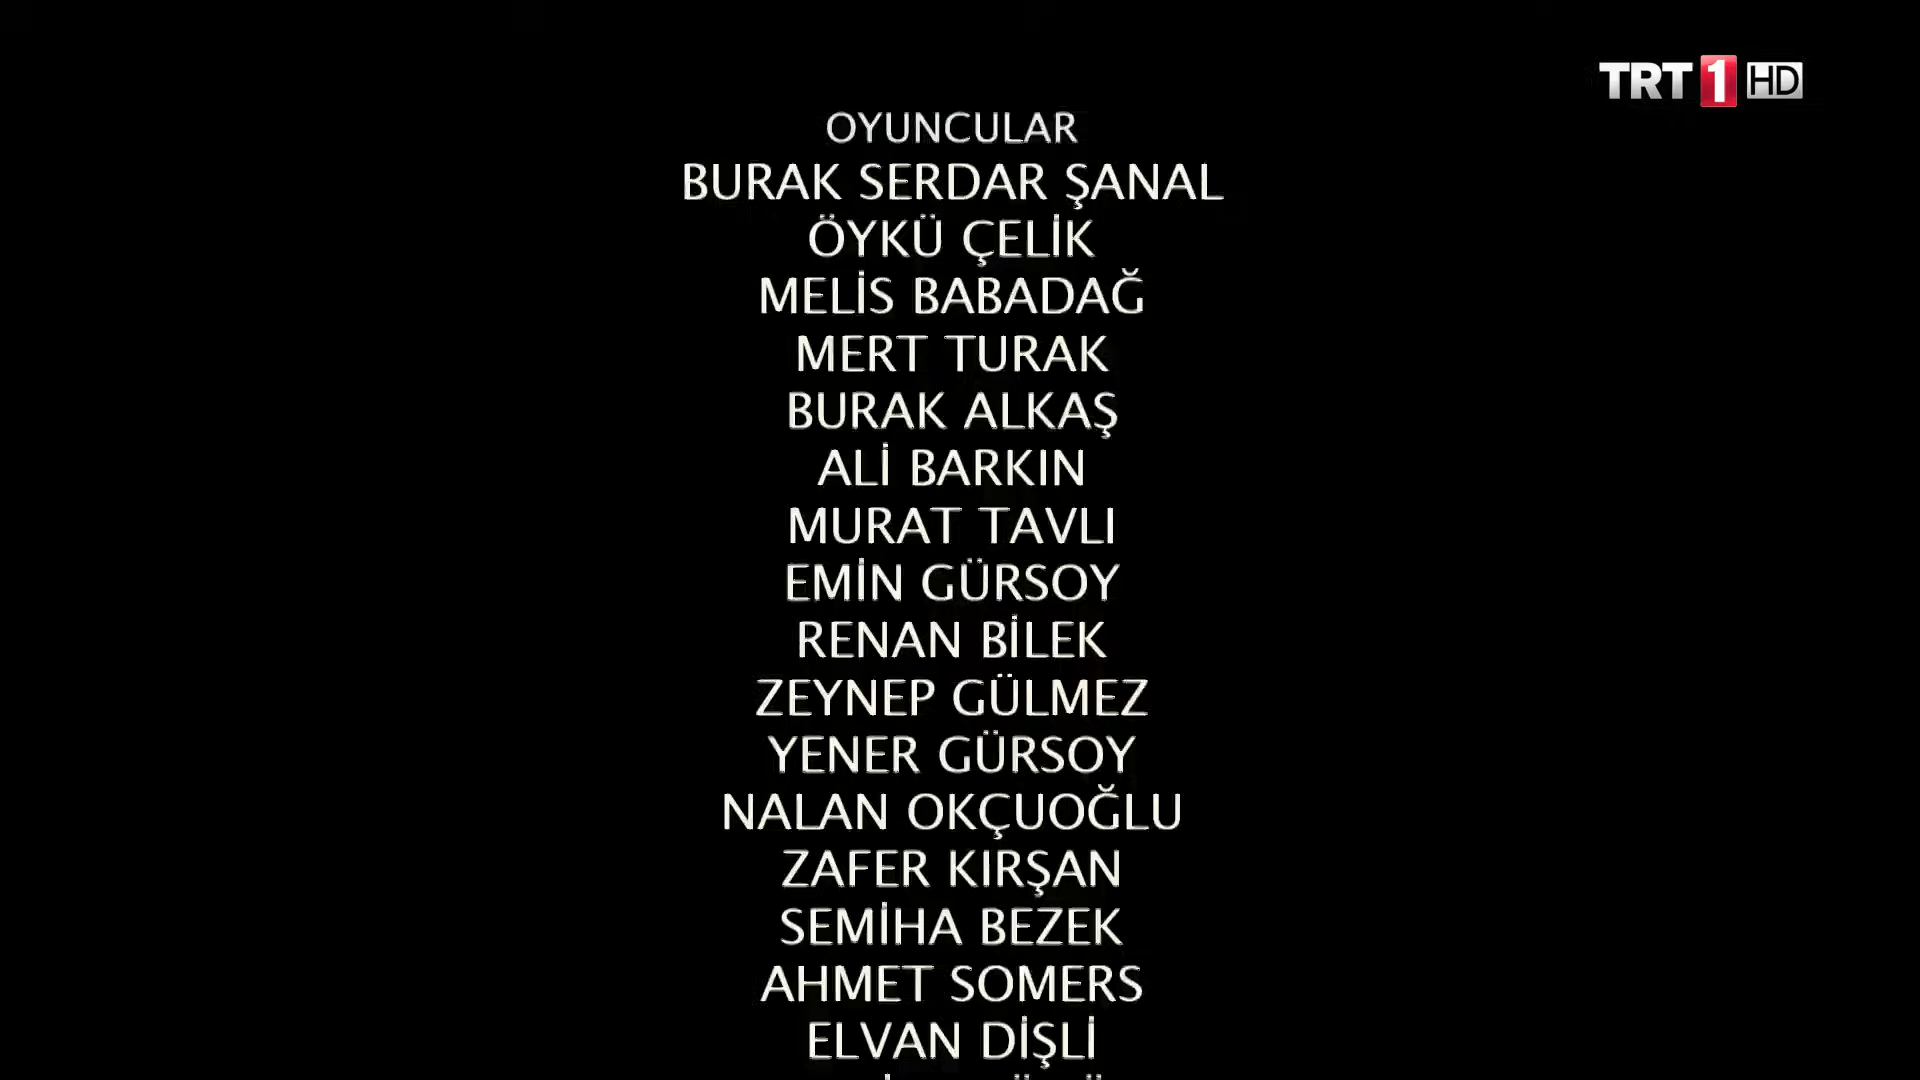 TRT 1 HD
OYUNCULAR
BURAK SERDAR ŞANAL
ÖYKÜ ÇELİK
MELİS BABADAĞ
MERT TURAK
BURAK ALKAŞ
ALİ BARKIN
MURAT TAVLI
EMİN GÜRSOY
RENAN BİLEK
ZEYNEP GÜLMEZ
YENER GÜRSOY
NALAN OKÇUOĞLU
ZAFER KIRŞAN
SEMİHA BEZEK
AHMET SOMERS
ELVAN DİŞLİ